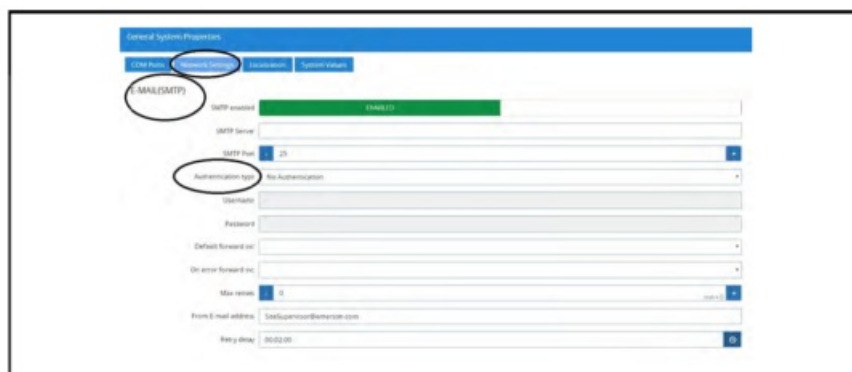 General System Properties
COM Ports Network Settings Localization System Values
E-MAIL(SMTP)
SMTP enabled ENABLED
SMTP Server
SMTP Port - 25 +
Authentication type No Authentication
Username
Password
Default forward svc
On error forward svc
Max retries - 0 +
From E-mail address SiteSupervisor@emerson.com
Retry delay 00:02:00